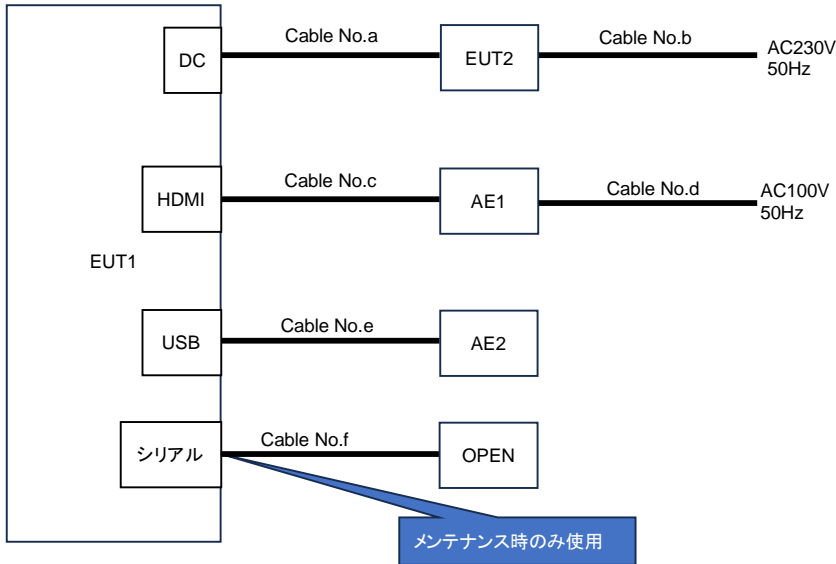 DC
Cable No.a
EUT2
Cable No.b
AC230V
50Hz
HDMI
Cable No.c
AE1
Cable No.d
AC100V
50Hz
EUT1
USB
Cable No.e
AE2
シリアル
Cable No.f
OPEN
メンテナンス時のみ使用